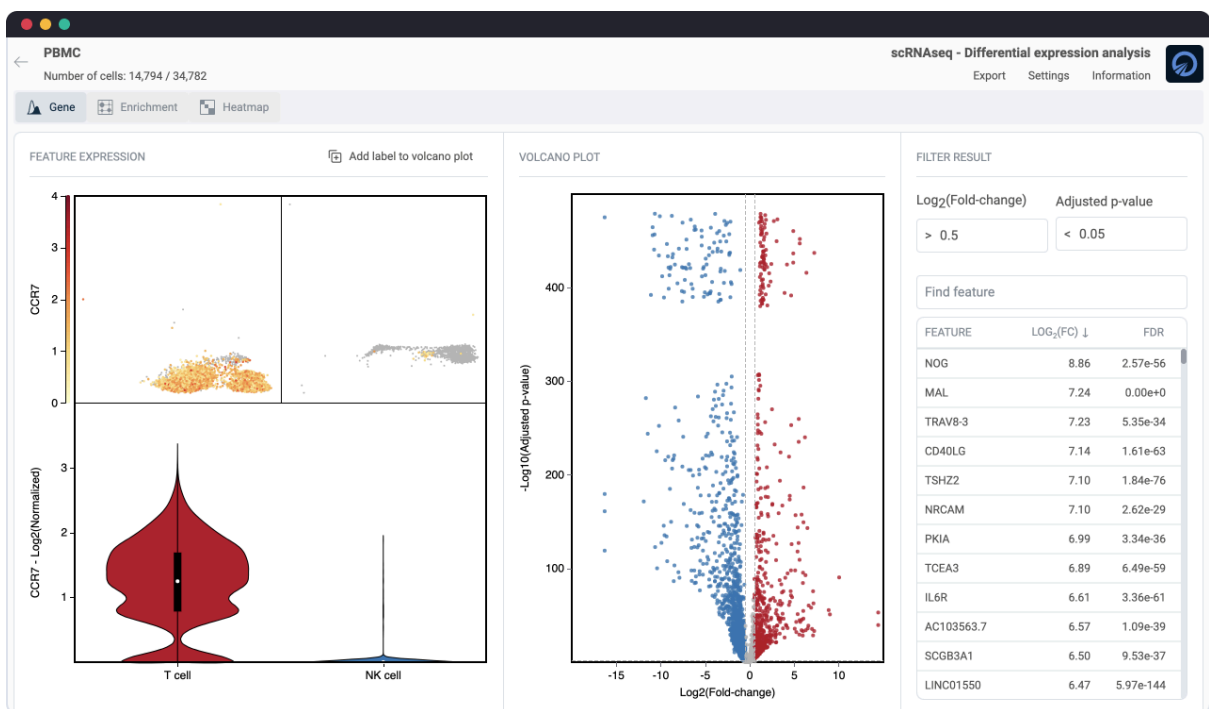 PBMC
Number of cells: 14,794 / 34,782
scRNAseq - Differential expression analysis
Export Settings Information
Gene Enrichment Heatmap
FEATURE EXPRESSION
Add label to volcano plot
4
3
2
1
0
CCR7
3
2
1
CCR7 - Log2(Normalized)
T cell NK cell
VOLCANO PLOT
400
300
200
100
-Log10(Adjusted p-value)
-15 -10 -5 0 5 10
Log2(Fold-change)
FILTER RESULT
Log2(Fold-change) Adjusted p-value
> 0.5 < 0.05
Find feature
FEATURE LOG2(FC) ↓ FDR
NOG 8.86 2.57e-56
MAL 7.24 0.00e+0
TRAV8-3 7.23 5.35e-34
CD40LG 7.14 1.61e-63
TSHZ2 7.10 1.84e-76
NRCAM 7.10 2.62e-29
PKIA 6.99 3.34e-36
TCEA3 6.89 6.49e-59
IL6R 6.61 3.36e-61
AC103563.7 6.57 1.09e-39
SCGB3A1 6.50 9.53e-37
LINC01550 6.47 5.97e-144